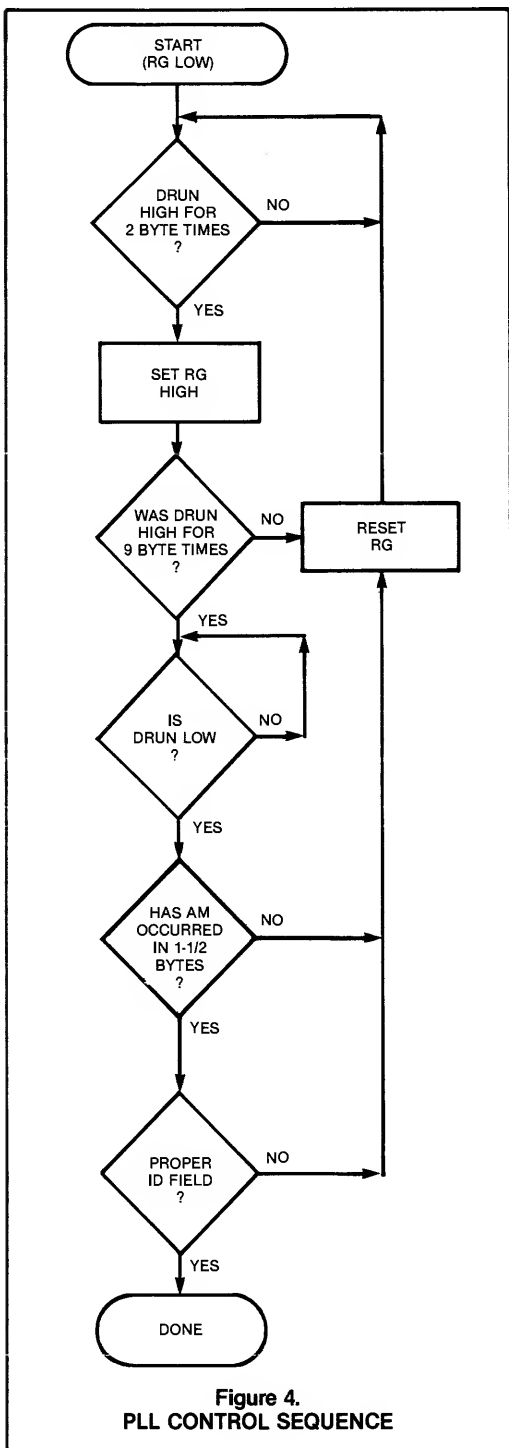 START
(RG LOW)
DRUN
HIGH FOR
2 BYTE TIMES
?
NO
YES
SET RG
HIGH
WAS DRUN
HIGH FOR
9 BYTE TIMES
?
NO
RESET
RG
YES
IS
DRUN LOW
?
NO
YES
HAS AM
OCCURRED
IN 1-1/2
BYTES
?
NO
YES
PROPER
ID FIELD
?
NO
YES
DONE
Figure 4.
PLL CONTROL SEQUENCE